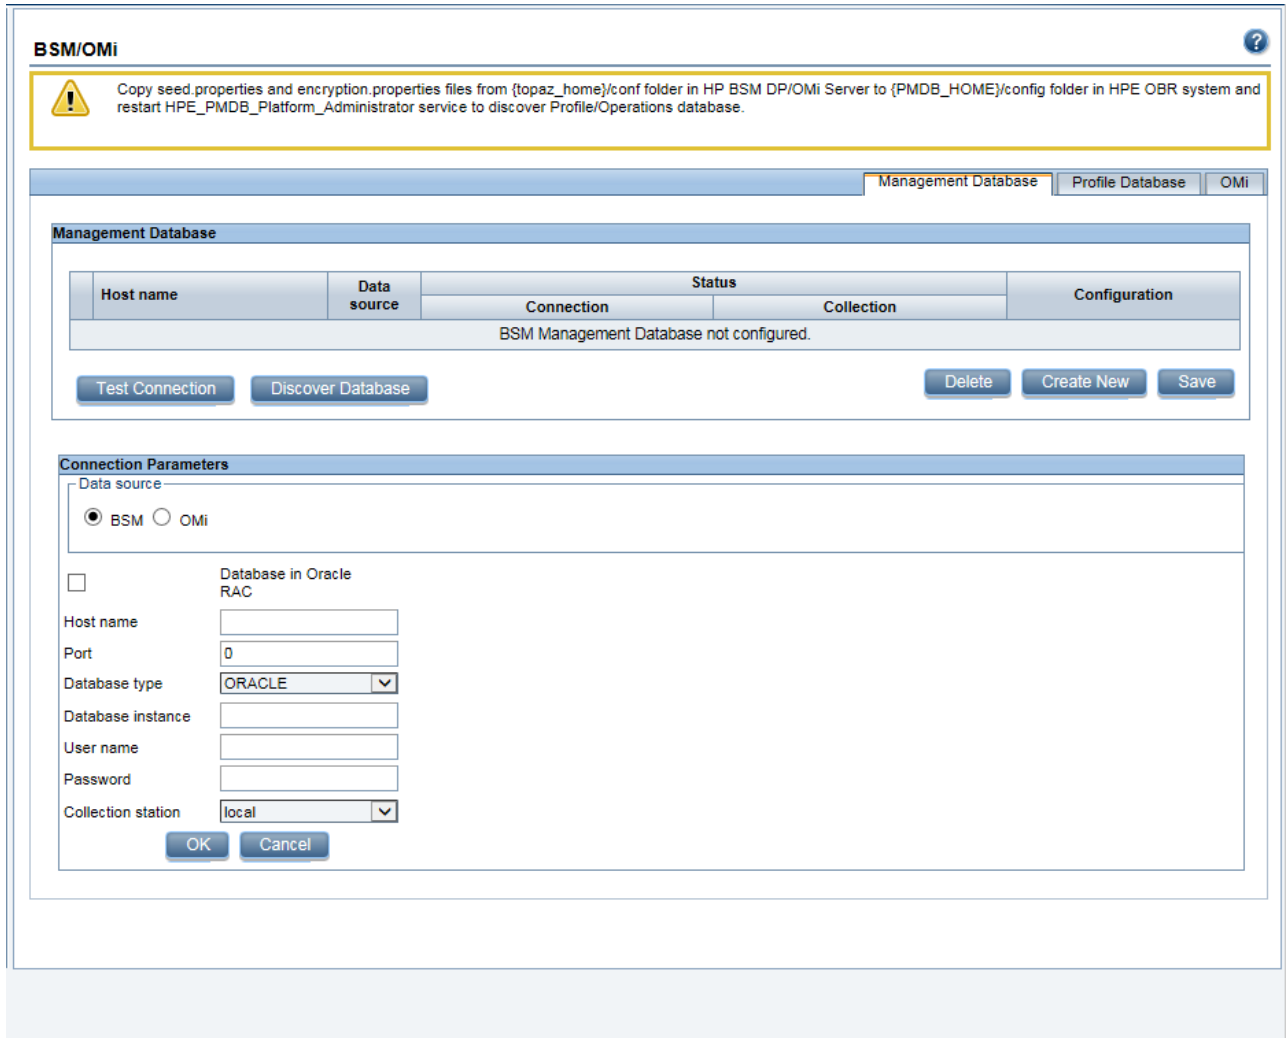 BSM/OMi
?
Copy seed.properties and encryption.properties files from {topaz_home}/conf folder in HP BSM DP/OMi Server to {PMDB_HOME}/config folder in HPE OBR system and
restart HPE_PMDB_Platform_Administrator service to discover Profile/Operations database.
Management Database Profile Database OMi
Management Database
Host name Data source Status Configuration
Connection Collection
BSM Management Database not configured.
Test Connection Discover Database Delete Create New Save
Connection Parameters
Data source
BSM OMi
Database in Oracle
RAC
Host name
Port 0
Database type ORACLE
Database instance
User name
Password
Collection station local
OK Cancel